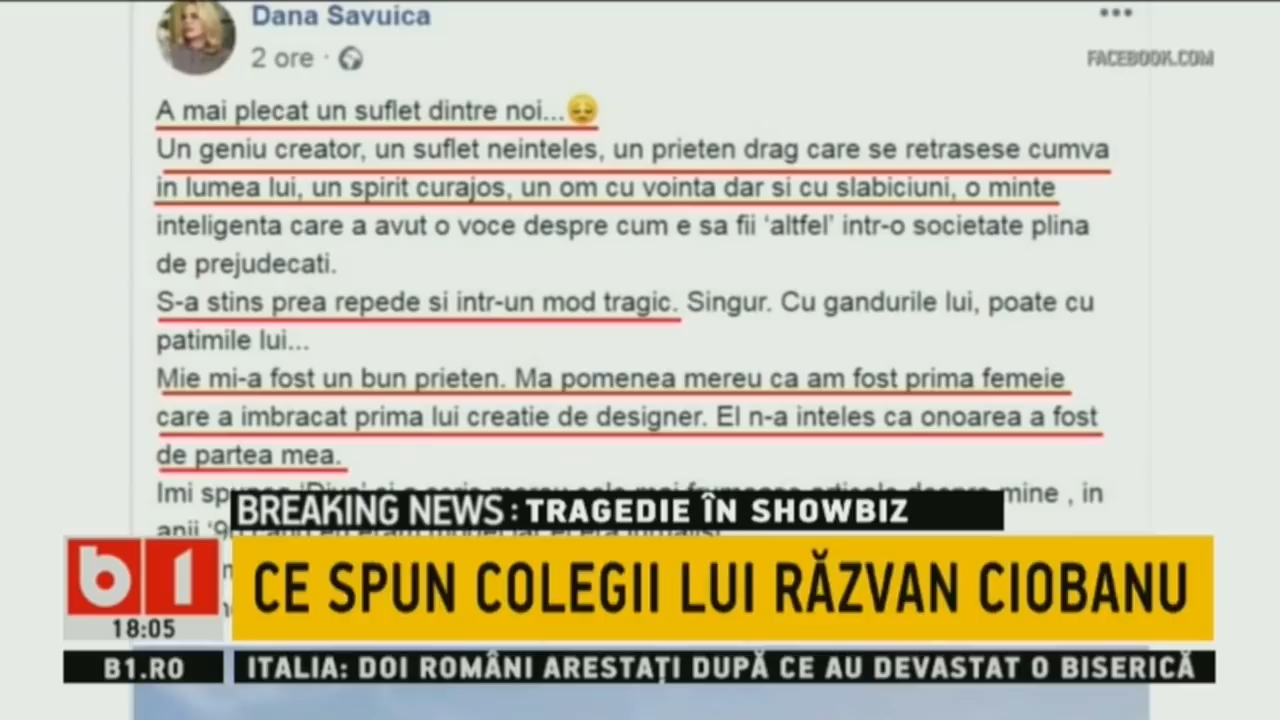 Dana Savuica
2 ore ·
FACEBOOK.COM
A mai plecat un suflet dintre noi...
Un geniu creator, un suflet neinteles, un prieten drag care se retrasese cumva
in lumea lui, un spirit curajos, un om cu vointa dar si cu slabiciuni, o minte
inteligenta care a avut o voce despre cum e sa fii ‘altfel’ intr-o societate plina
de prejudecati.
S-a stins prea repede si intr-un mod tragic. Singur. Cu gandurile lui, poate cu
patimile lui...
Mie mi-a fost un bun prieten. Ma pomenea mereu ca am fost prima femeie
care a imbracat prima lui creatie de designer. El n-a inteles ca onoarea a fost
de partea mea.
Imi mine , in
anii
BREAKING NEWS: TRAGEDIE ÎN SHOWBIZ
b1
CE SPUN COLEGII LUI RĂZVAN CIOBANU
18:05
B1.RO
ITALIA: DOI ROMÂNI ARESTAȚI DUPĂ CE AU DEVASTAT O BISERICĂ